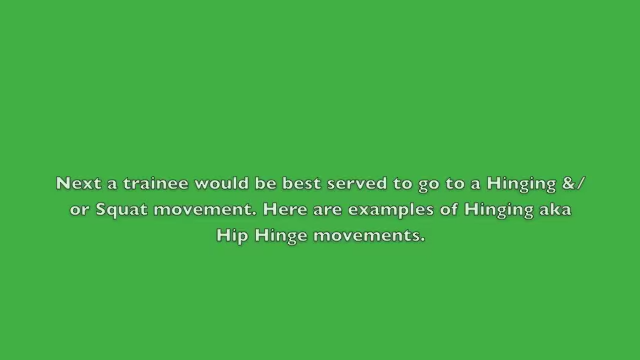 Next a trainee would be best served to go to a Hinging &/
or Squat movement. Here are examples of Hinging aka
Hip Hinge movements.